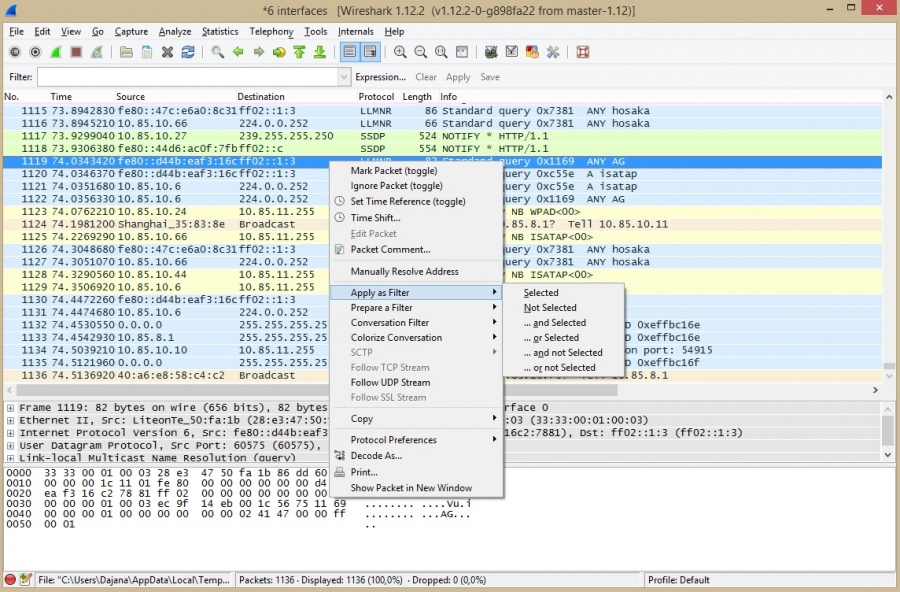 *6 interfaces [Wireshark 1.12.2 (v1.12.2-0-g898fa22 from master-1.12)]
File Edit View Go Capture Analyze Statistics Telephony Tools Internals Help
Filter: Expression... Clear Apply Save
No. Time Source Destination Protocol Length Info
1115 73.8942830 fe80::47c:e6a0:8c31 ff02::1:3 LLMNR 86 Standard query 0x7381 ANY hosaka
1116 73.8945210 10.85.10.66 224.0.0.252 LLMNR 66 Standard query 0x7381 ANY hosaka
1117 73.9299040 10.85.10.27 239.255.255.250 SSDP 524 NOTIFY * HTTP/1.1
1118 73.9306380 fe80::44d6:ac0f:7fb ff02::c SSDP 554 NOTIFY * HTTP/1.1
1119 74.0343420 fe80::d44b:eaf3:16c ff02::1:3 LLMNR 82 Standard query 0x1169 ANY AG
1120 74.0346370 fe80::d44b:eaf3:16c ff02::1:3 query 0xc55e A isatap
1121 74.0351680 10.85.10.6 224.0.0.252 query 0xc55e A isatap
1122 74.0356330 10.85.10.6 224.0.0.252 query 0x1169 ANY AG
1123 74.0762210 10.85.10.24 10.85.11.255 NB WPAD<00>
1124 74.1981200 Shanghai_35:83:8e Broadcast .85.8.1? Tell 10.85.10.11
1125 74.2269290 10.85.10.66 10.85.11.255 NB ISATAP<00>
1126 74.3048680 fe80::47c:e6a0:8c31 ff02::1:3 query 0x7381 ANY hosaka
1127 74.3051070 10.85.10.66 224.0.0.252 query 0x7381 ANY hosaka
1128 74.3290560 10.85.10.44 10.85.11.255 NB ISATAP<00>
1129 74.3506920 10.85.10.6 10.85.11.255
1130 74.4472260 fe80::d44b:eaf3:16c ff02::1:3
1131 74.4474680 10.85.10.6 224.0.0.252
1132 74.4530550 0.0.0.0 255.255.255.25 D 0xeffbc16e
1133 74.4542930 10.85.8.1 255.255.255.25 D 0xeffbc16e
1134 74.5039210 10.85.10.10 255.255.255.25 on port: 54915
1135 74.5121960 0.0.0.0 255.255.255.25 D 0xeffbc16f
1136 74.5136920 40:a6:e8:58:c4:c2 Broadcast .85.8.1
Mark Packet (toggle)
Ignore Packet (toggle)
Set Time Reference (toggle)
Time Shift...
Edit Packet
Packet Comment...
Manually Resolve Address
Apply as Filter
Prepare a Filter
Conversation Filter
Colorize Conversation
SCTP
Follow TCP Stream
Follow UDP Stream
Follow SSL Stream
Copy
Protocol Preferences
Decode As...
Print...
Show Packet in New Window
Selected
Not Selected
... and Selected
... or Selected
... and not Selected
... or not Selected
Frame 1119: 82 bytes on wire (656 bits), 82 bytes rface 0
Ethernet II, Src: LiteonTe_50:fa:1b (28:e3:47:50: :03 (33:33:00:01:00:03)
Internet Protocol Version 6, Src: fe80::d44b:eaf3 16c2:7881), Dst: ff02::1:3 (ff02::1:3)
User Datagram Protocol, Src Port: 60575 (60575),
Link-local Multicast Name Resolution (query)
0000 33 33 00 01 00 03 28 e3 47 50 fa 1b 86 dd 60
0010 00 00 00 1c 11 01 fe 80 00 00 00 00 00 00 d4
0020 ea f3 16 c2 78 81 ff 02 00 00 00 00 00 00 00
0030 00 00 00 01 00 03 ec 9f 14 eb 00 1c 56 75 11 69 ........ ....Vu.i
0040 00 00 00 01 00 00 00 00 00 00 02 41 47 00 00 ff ........ ...AG...
0050 00 01 ..
File: "C:\Users\Dajana\AppData\Local\Temp... Packets: 1136 · Displayed: 1136 (100,0%) · Dropped: 0 (0,0%) Profile: Default